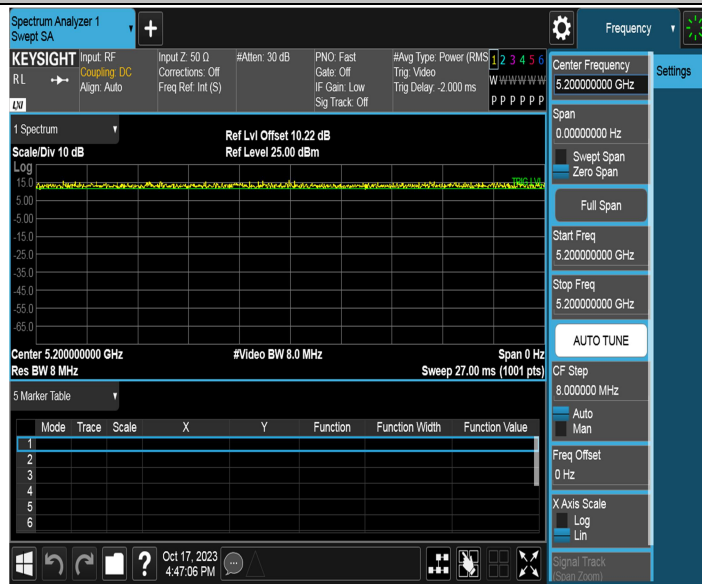 Spectrum Analyzer 1
Swept SA
Frequency
KEYSIGHT
RL
LXI
Input: RF
Coupling: DC
Align: Auto
Input Z: 50 Ω
Corrections: Off
Freq Ref: Int (S)
#Atten: 30 dB
PNO: Fast
Gate: Off
IF Gain: Low
Sig Track: Off
#Avg Type: Power (RMS
Trig: Video
Trig Delay: -2.000 ms
1 2 3 4 5 6
W W W W W W
P P P P P P
1 Spectrum
Scale/Div 10 dB
Ref Lvl Offset 10.22 dB
Ref Level 25.00 dBm
Log
15.0
TRIG LVL
5.00
-5.00
-15.0
-25.0
-35.0
-45.0
-55.0
-65.0
Center 5.200000000 GHz
#Video BW 8.0 MHz
Span 0 Hz
Res BW 8 MHz
Sweep 27.00 ms (1001 pts)
5 Marker Table
Mode Trace Scale X Y Function Function Width Function Value
1
2
3
4
5
6
Oct 17, 2023
4:47:06 PM
Center Frequency
5.200000000 GHz
Settings
Span
0.00000000 Hz
Swept Span
Zero Span
Full Span
Start Freq
5.200000000 GHz
Stop Freq
5.200000000 GHz
AUTO TUNE
CF Step
8.000000 MHz
Auto
Man
Freq Offset
0 Hz
X Axis Scale
Log
Lin
Signal Track
(Span Zoom)